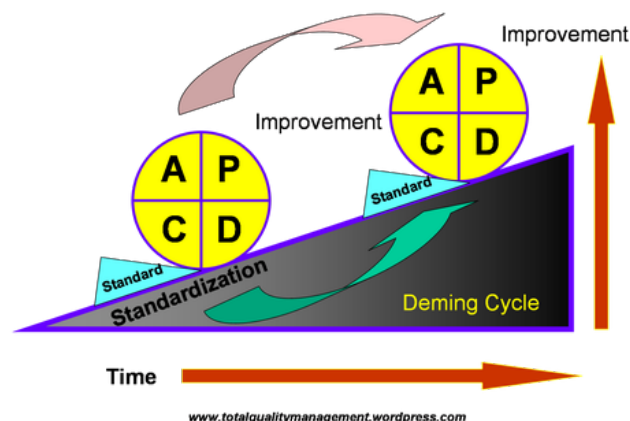 Improvement
A P
C D
Improvement
A P
C D
Standard
Standard
Standardization
Deming Cycle
Time
www.totalqualitymanagement.wordpress.com